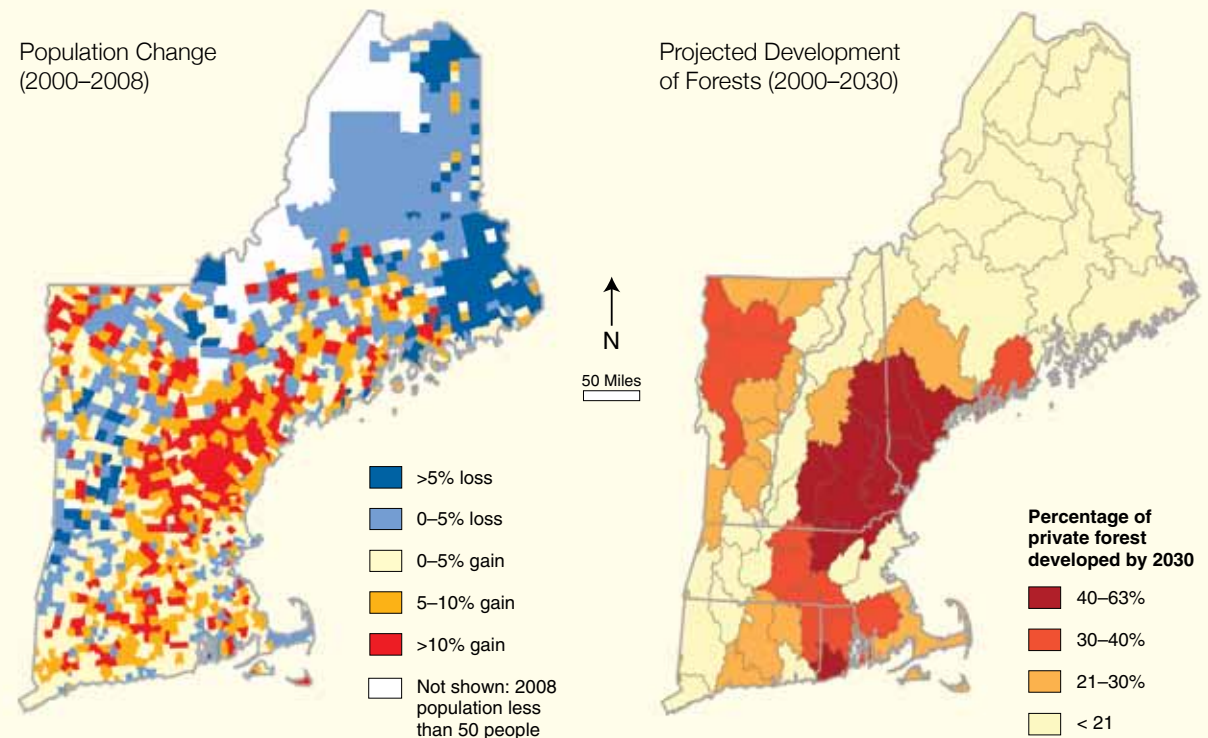 Population Change
(2000–2008)
Projected Development
of Forests (2000–2030)
N
50 Miles
>5% loss
0–5% loss
0–5% gain
5–10% gain
>10% gain
Not shown: 2008
population less
than 50 people
Percentage of
private forest
developed by 2030
40–63%
30–40%
21–30%
< 21